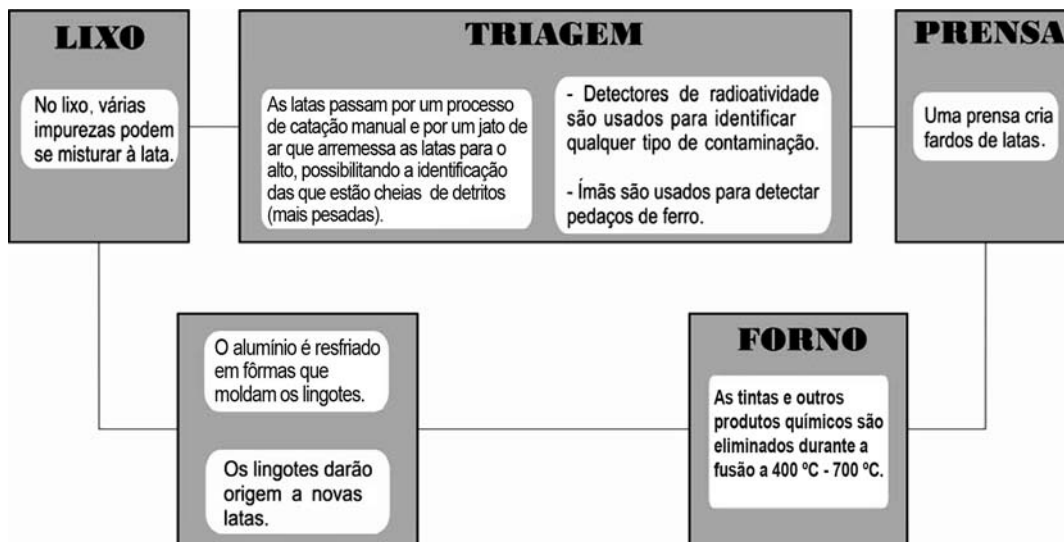 LIXO
No lixo, várias
impurezas podem
se misturar à lata.
TRIAGEM
As latas passam por um processo
de catação manual e por um jato de
ar que arremessa as latas para o
alto, possibilitando a identificação
das que estão cheias de detritos
(mais pesadas).
- Detectores de radioatividade
são usados para identificar
qualquer tipo de contaminação.
- Ímãs são usados para detectar
pedaços de ferro.
PRENSA
Uma prensa cria
fardos de latas.
O alumínio é resfriado
em fôrmas que
moldam os lingotes.
Os lingotes darão
origem a novas
latas.
FORNO
As tintas e outros
produtos químicos são
eliminados durante a
fusão a 400 ºC - 700 ºC.